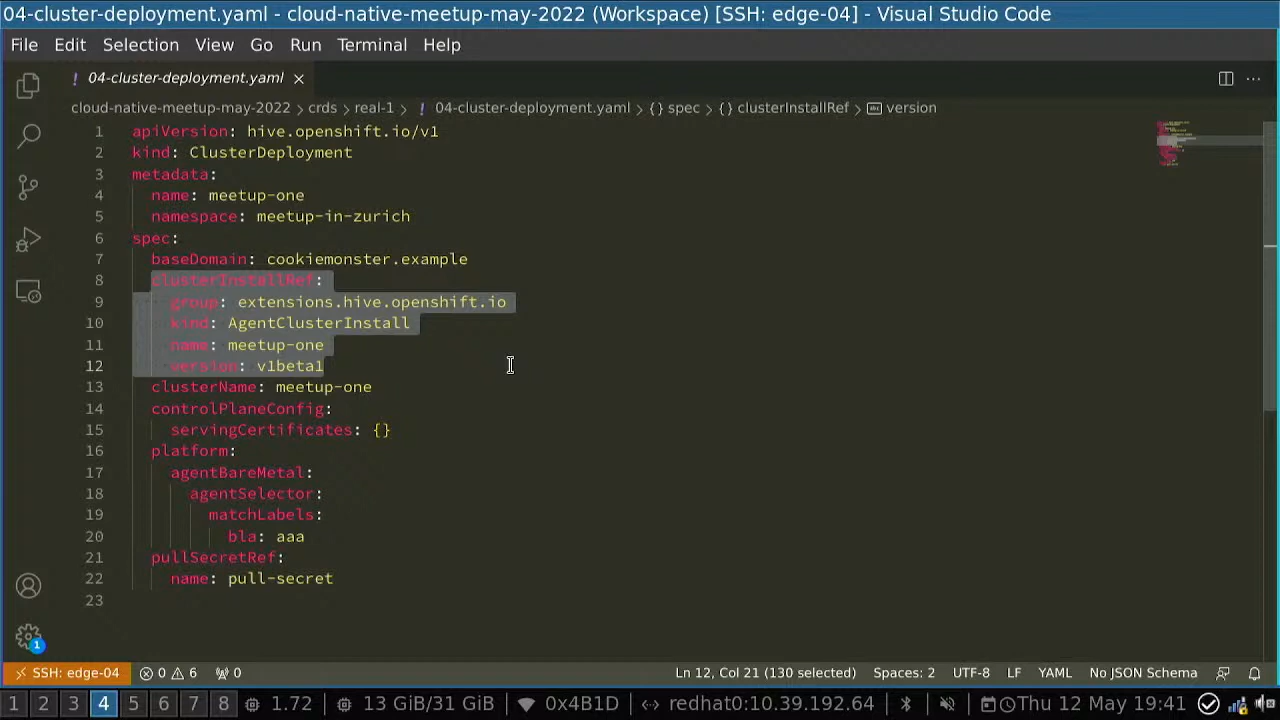 04-cluster-deployment.yaml - cloud-native-meetup-may-2022 (Workspace) [SSH: edge-04] - Visual Studio Code
File Edit Selection View Go Run Terminal Help
! 04-cluster-deployment.yaml ×
cloud-native-meetup-may-2022 > crds > real-1 > ! 04-cluster-deployment.yaml > {} spec > {} clusterInstallRef > abc version
1 apiVersion: hive.openshift.io/v1
2 kind: ClusterDeployment
3 metadata:
4   name: meetup-one
5   namespace: meetup-in-zurich
6 spec:
7   baseDomain: cookiemonster.example
8   clusterInstallRef:
9     group: extensions.hive.openshift.io
10     kind: AgentClusterInstall
11     name: meetup-one
12     version: v1beta1
13   clusterName: meetup-one
14   controlPlaneConfig:
15     servingCertificates: {}
16   platform:
17     agentBareMetal:
18       agentSelector:
19         matchLabels:
20           bla: aaa
21   pullSecretRef:
22     name: pull-secret
23
1
SSH: edge-04 0 6 0 Ln 12, Col 21 (130 selected) Spaces: 2 UTF-8 LF YAML No JSON Schema
1 2 3 4 5 6 7 8 1.72 13 GiB/31 GiB 0x4B1D redhat0:10.39.192.64 Thu 12 May 19:41